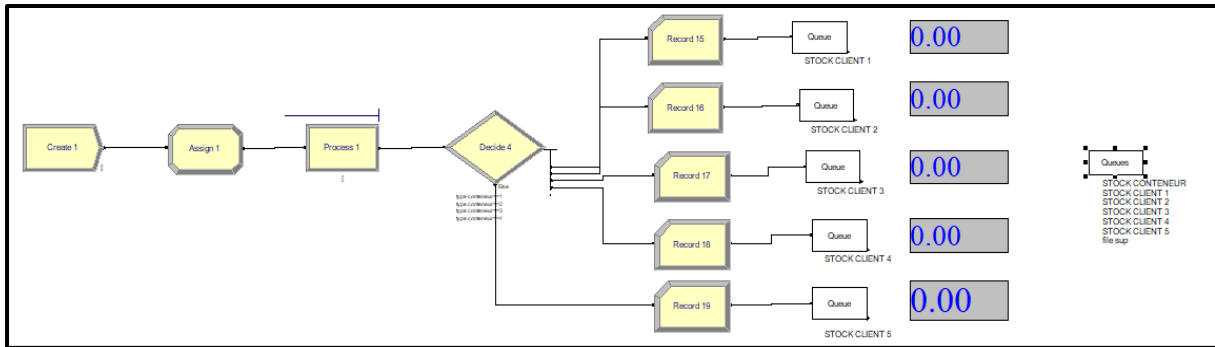 Record 15
Queue
0.00
STOCK CLIENT 1
Record 16
Queue
0.00
STOCK CLIENT 2
Create 1
Assign 1
Process 1
Decide 4
Record 17
Queue
0.00
STOCK CLIENT 3
Else
type conteneur==1
type conteneur==2
type conteneur==3
type conteneur==4
Record 18
Queue
0.00
STOCK CLIENT 4
Record 19
Queue
0.00
STOCK CLIENT 5
Queues
STOCK CONTENEUR
STOCK CLIENT 1
STOCK CLIENT 2
STOCK CLIENT 3
STOCK CLIENT 4
STOCK CLIENT 5
file sup